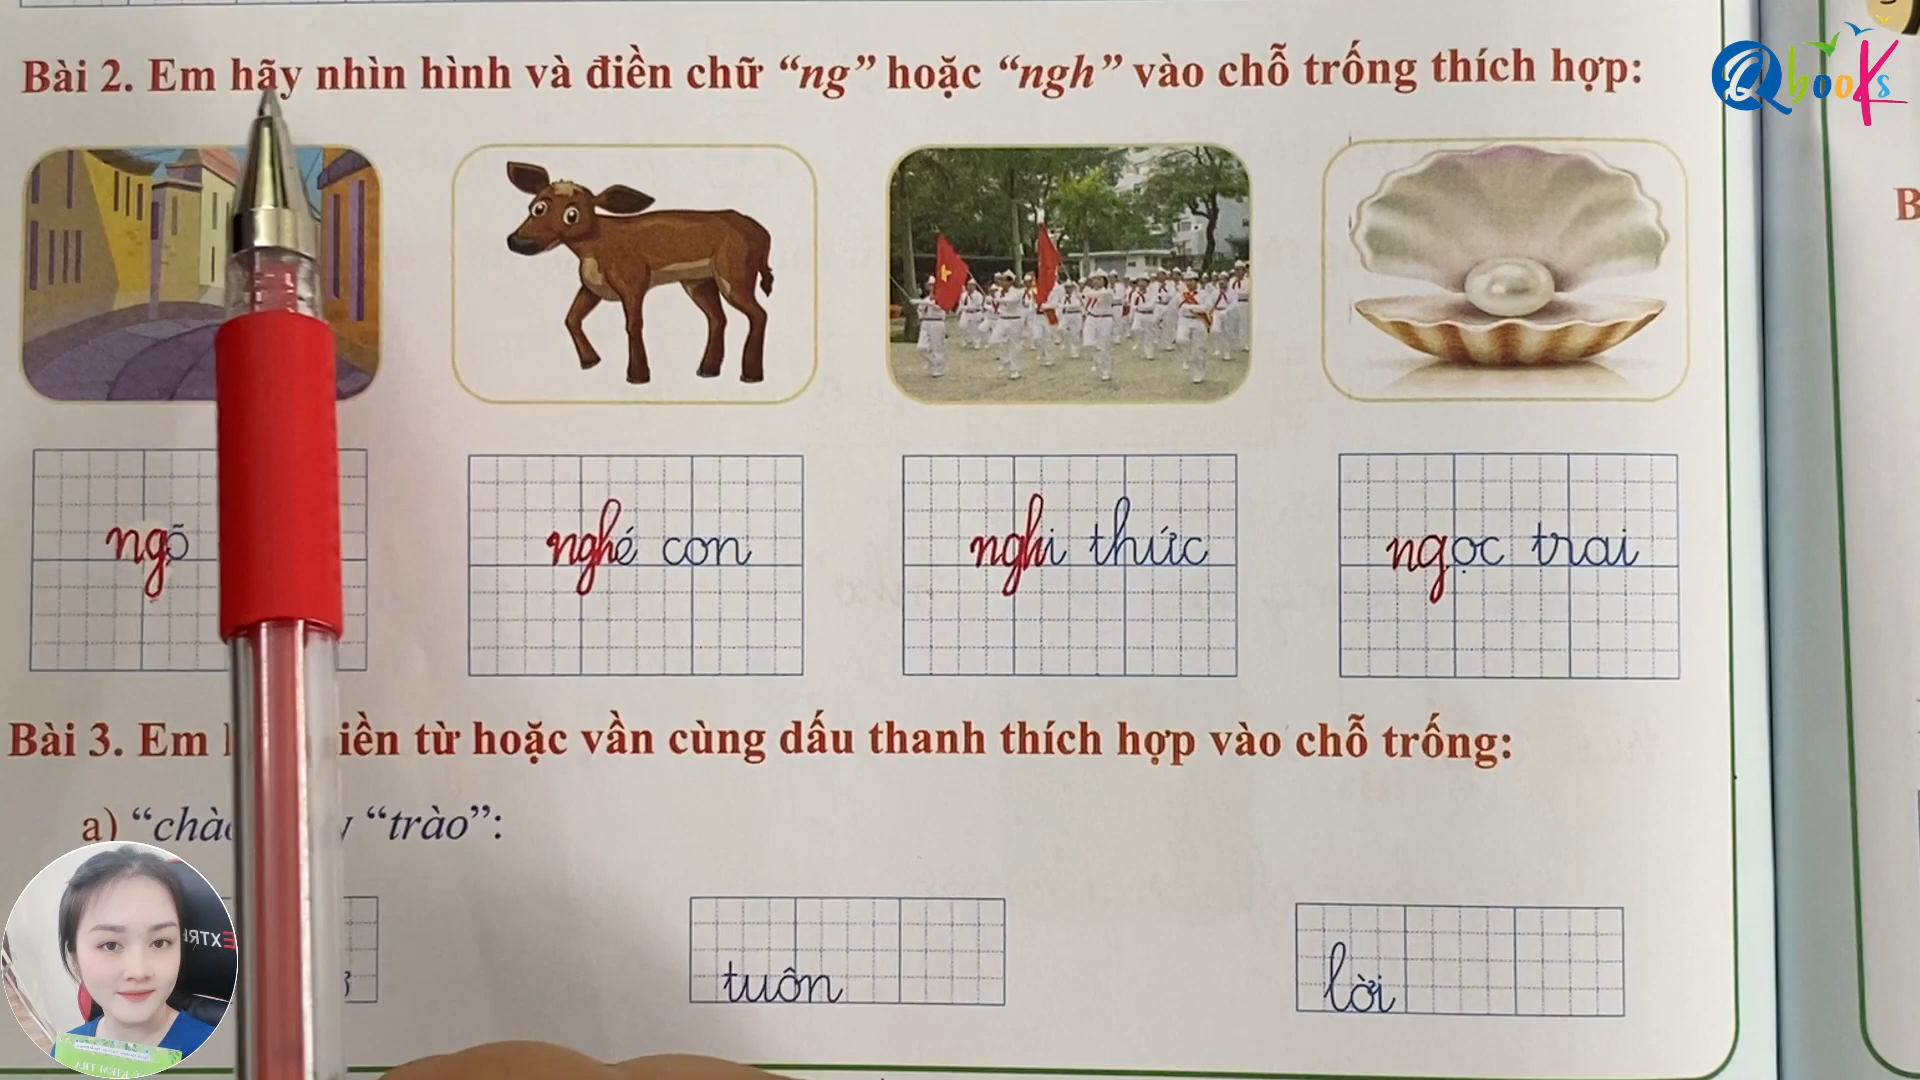 Bài 2. Em hãy nhìn hình và điền chữ “ng” hoặc “ngh” vào chỗ trống thích hợp:
Qbooks
ngõ
nghé con
nghi thức
ngọc trai
Bài 3. Em iền từ hoặc vần cùng dấu thanh thích hợp vào chỗ trống:
a) “chào “trào”:
tuôn
lời